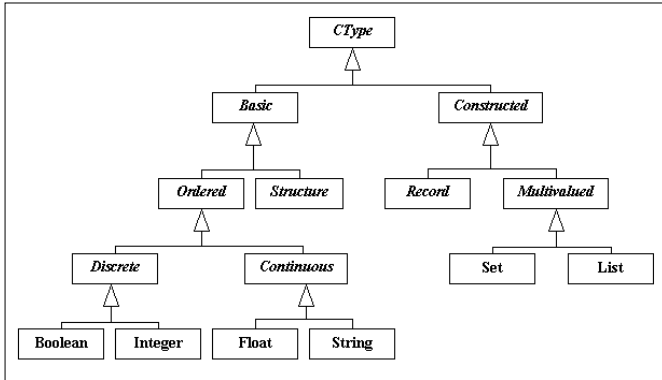 CType
Basic
Constructed
Ordered
Structure
Record
Multivalued
Discrete
Continuous
Set
List
Boolean
Integer
Float
String